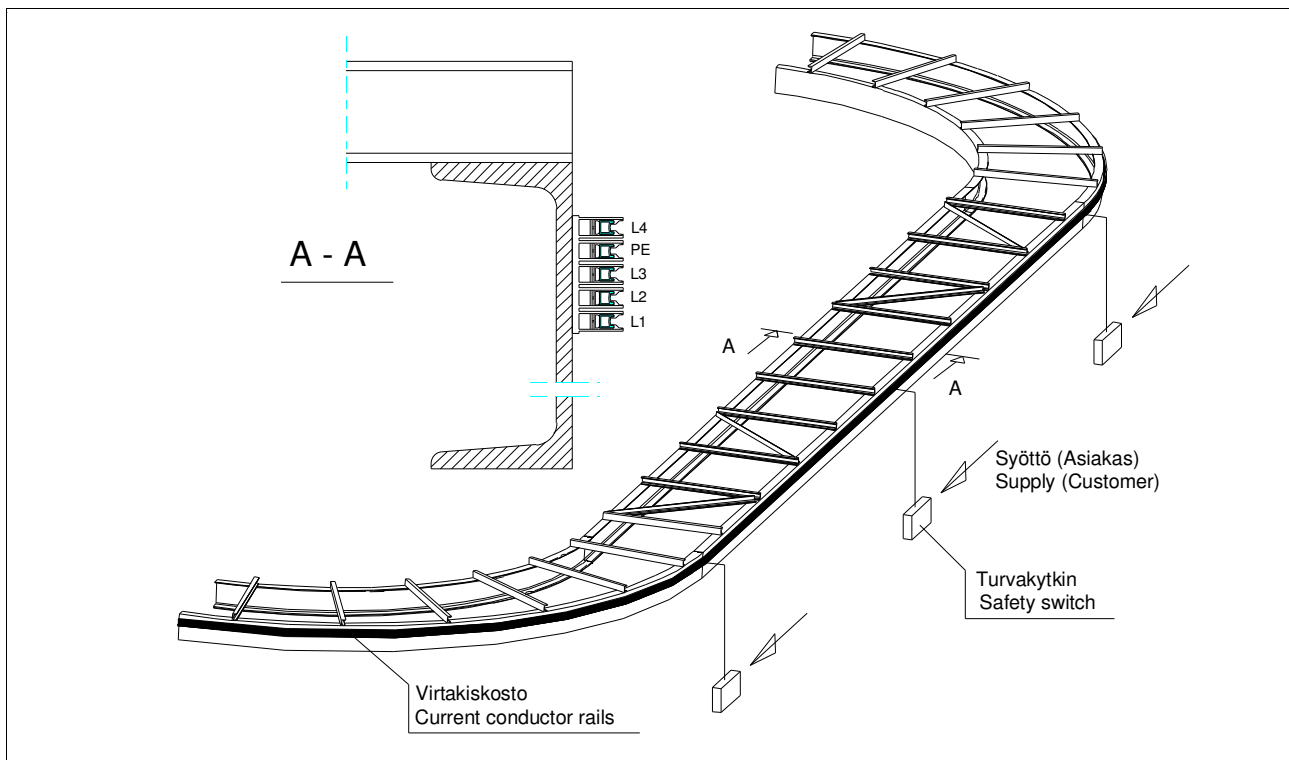 A - A
L4
PE
L3
L2
L1
A
A
Syöttö (Asiakas)
Supply (Customer)
Turvakytkin
Safety switch
Virtakiskosto
Current conductor rails